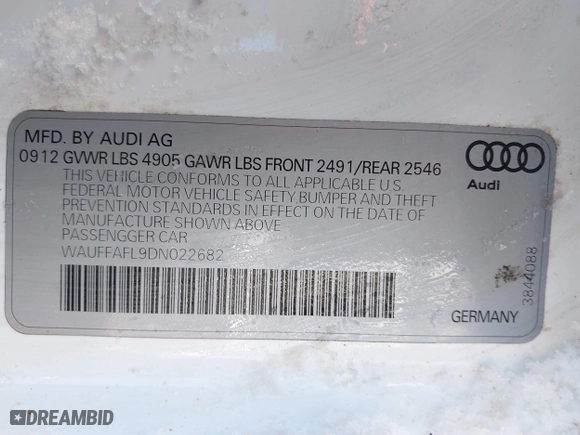 MFD. BY AUDI AG
0912 GVWR LBS 4905 GAWR LBS FRONT 2491/REAR 2546
THIS VEHICLE CONFORMS TO ALL APPLICABLE U S
FEDERAL MOTOR VEHICLE SAFETY,BUMPER AND THEFT
PREVENTION STANDARDS IN EFFECT ON THE DATE OF
MANUFACTURE SHOWN ABOVE
PASSENGGER CAR
WAUFFAFL9DN022682
Audi
3844088
GERMANY
DREAMBID